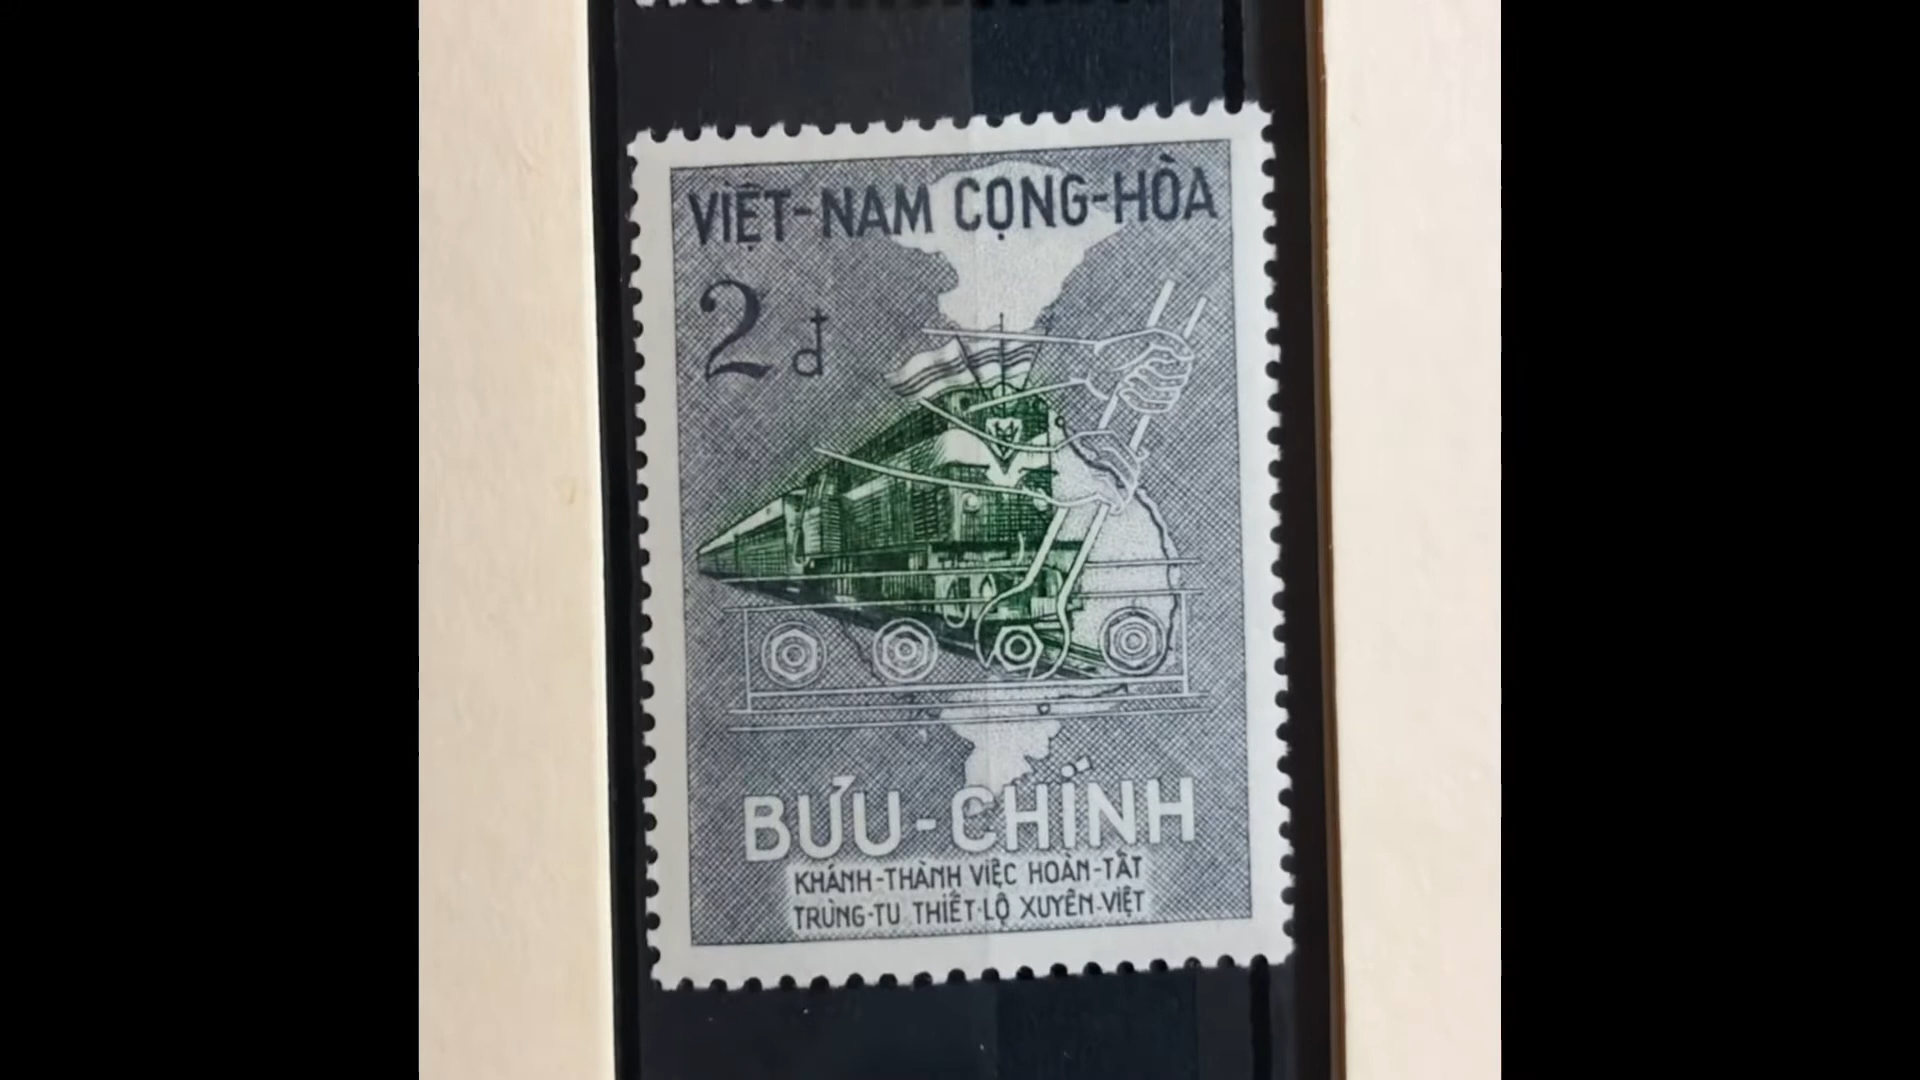 VIỆT-NAM CỘNG-HÒA
2đ
BƯU-CHÍNH
KHÁNH-THÀNH VIỆC HOÀN-TẤT
TRÙNG-TU THIẾT-LỘ XUYÊN-VIỆT